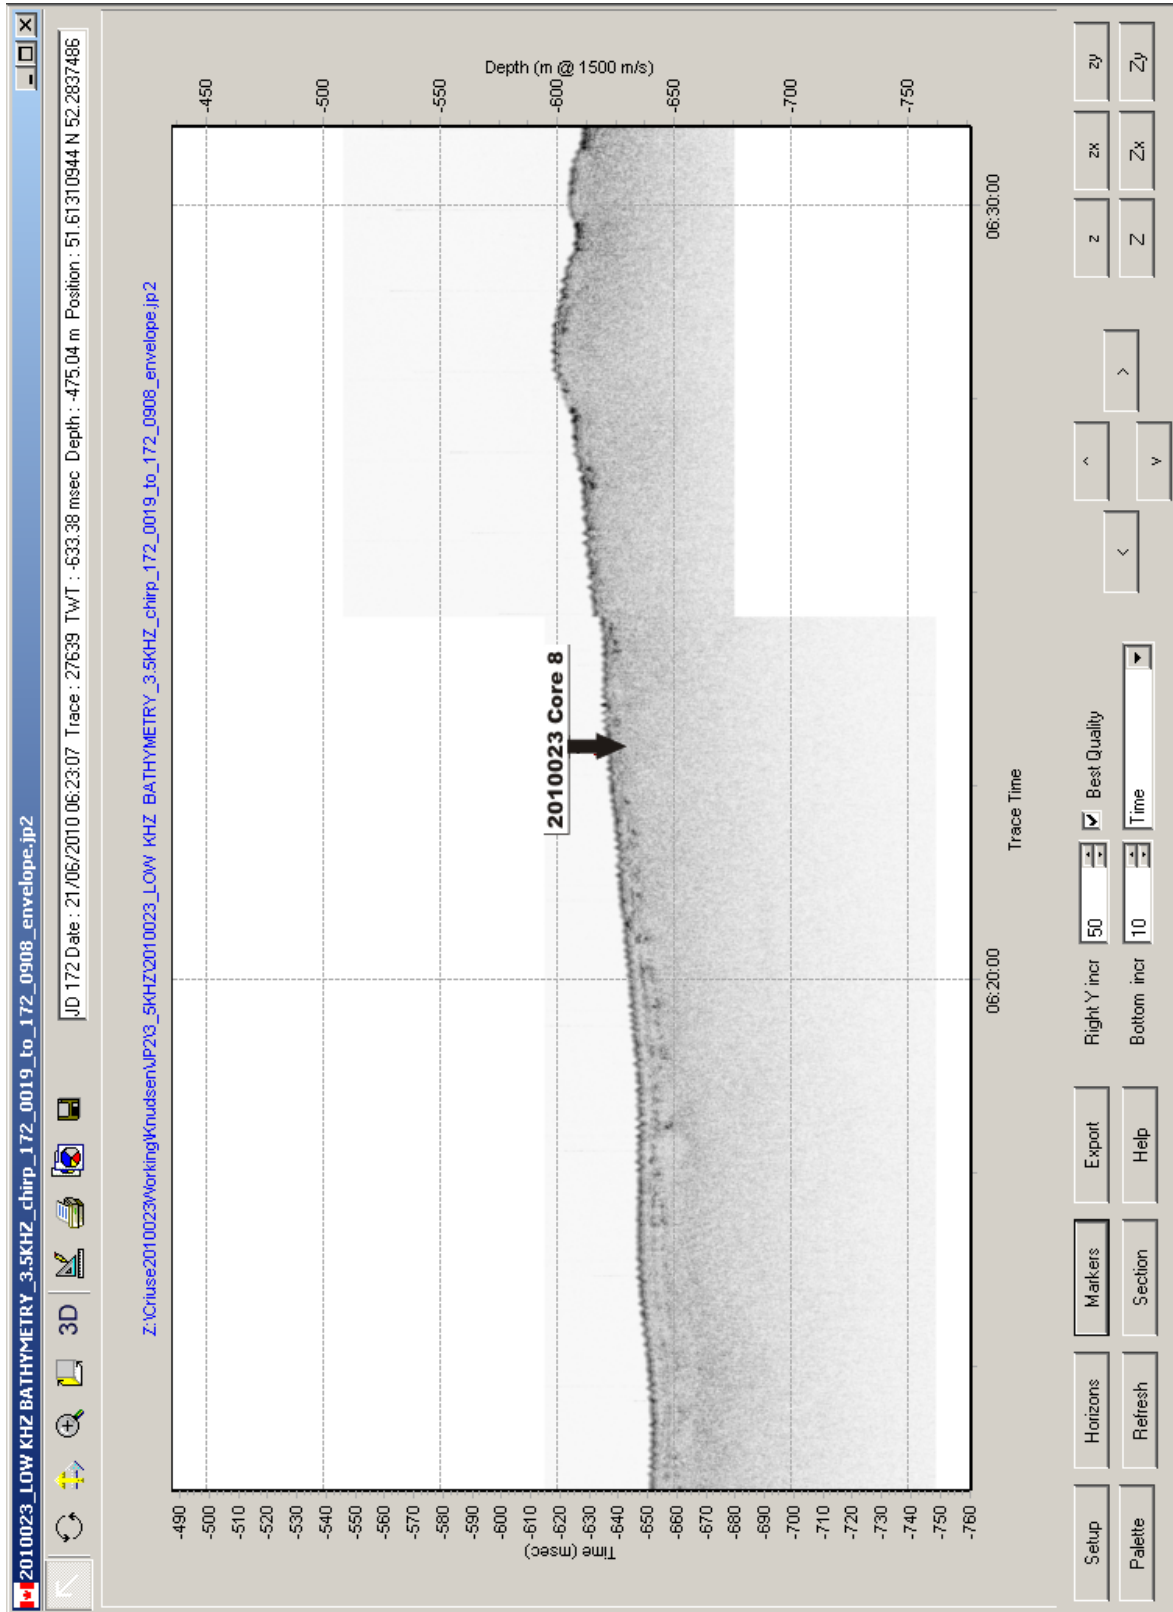 2010023_LOW KHZ BATHYMETRY_3.5KHZ_chirp_172_0019_to_172_0908_envelope.jp2
3D
JD 172 Date : 21/06/2010 06:23:07 Trace : 27639 TWT : -633.38 msec Depth : -475.04 m Position : 51.61310944 N 52.2837486
Z:\Criuse2010023\Working\Knudsen\JP2\3_5KHZ\2010023_LOW KHZ BATHYMETRY_3.5KHZ_chirp_172_0019_to_172_0908_envelope.jp2
Time (msec)
-490
-500
-510
-520
-530
-540
-550
-560
-570
-580
-590
-600
-610
-620
-630
-640
-650
-660
-670
-680
-690
-700
-710
-720
-730
-740
-750
-760
2010023 Core 8
Depth (m @ 1500 m/s)
-450
-500
-550
-600
-650
-700
-750
06:20:00
06:30:00
Trace Time
Setup
Horizons
Markers
Export
Right Y incr
50
Best Quality
<
^
>
v
z
zx
zy
Palette
Refresh
Section
Help
Bottom incr
10
Time
Z
Zx
Zy